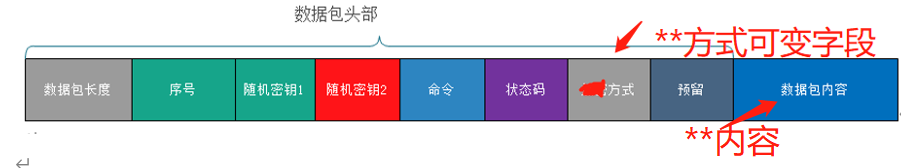 数据包头部
**方式可变字段
数据包长度 序号 随机密钥1 随机密钥2 命令 状态码 方式 预留 数据包内容
**内容